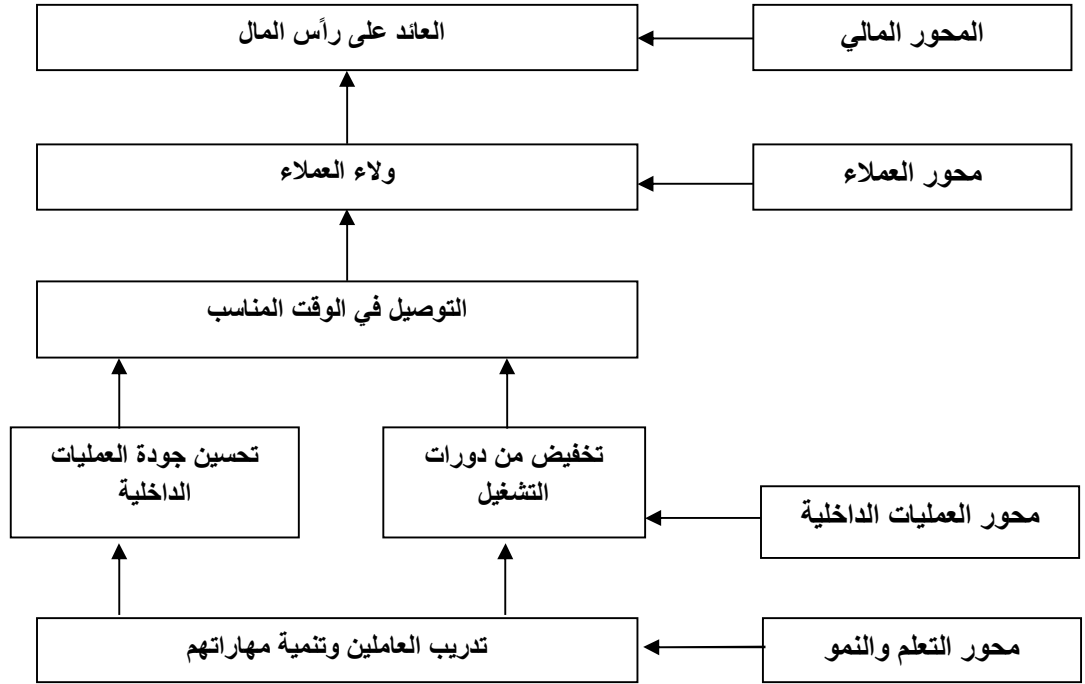 المحور المالي
العائد على رأس المال
محور العملاء
ولاء العملاء
التوصيل في الوقت المناسب
تخفيض من دورات
التشغيل
تحسين جودة العمليات
الداخلية
محور العمليات الداخلية
محور التعلم والنمو
تدريب العاملين وتنمية مهاراتهم